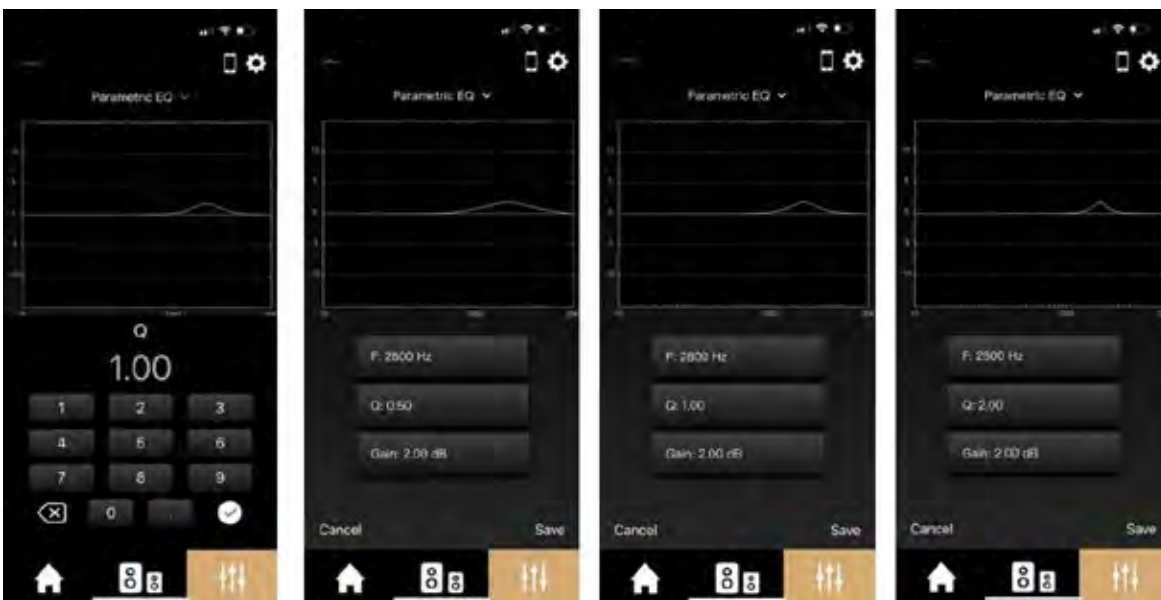 Parametric EQ
Q
1.00
1 2 3
4 5 6
7 8 9
0 .
Parametric EQ
F: 2800 Hz
Q: 0.50
Gain: 2.00 dB
Cancel Save
Parametric EQ
F: 2800 Hz
Q: 1.00
Gain: 2.00 dB
Cancel Save
Parametric EQ
F: 2800 Hz
Q: 2.00
Gain: 2.00 dB
Cancel Save